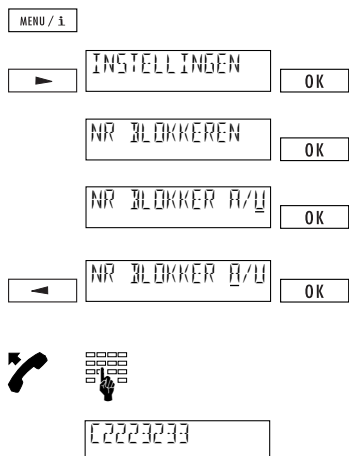 MENU / i
INSTELLINGEN
OK
NR BLOKKEREN
OK
NR BLOKKER A/U
OK
NR BLOKKER A/U
OK
C2223233